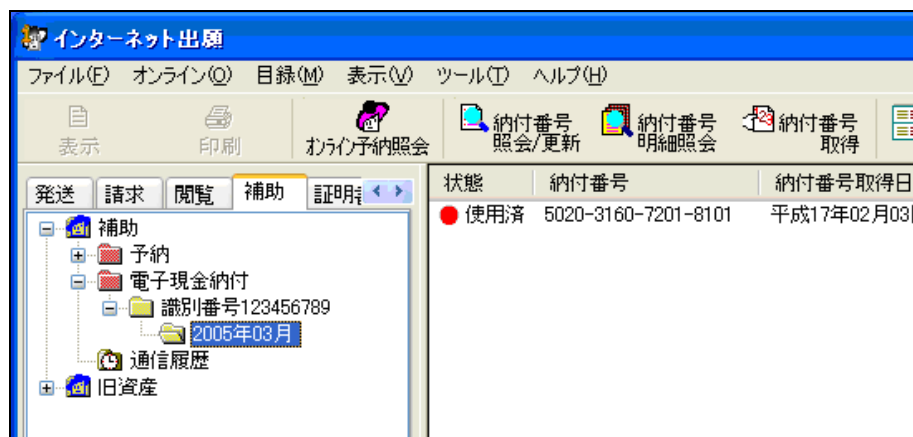 インターネット出願
ファイル(F) オンライン(O) 目録(M) 表示(V) ツール(T) ヘルプ(H)
表示
印刷
オンライン予納照会
納付番号
照会/更新
納付番号
明細照会
納付番号
取得
発送 請求 閲覧 補助
補助
予納
電子現金納付
識別番号123456789
2005年03月
通信履歴
旧資産
状態 納付番号 納付番号取得日
使用済 5020-3160-7201-8101 平成17年02月03